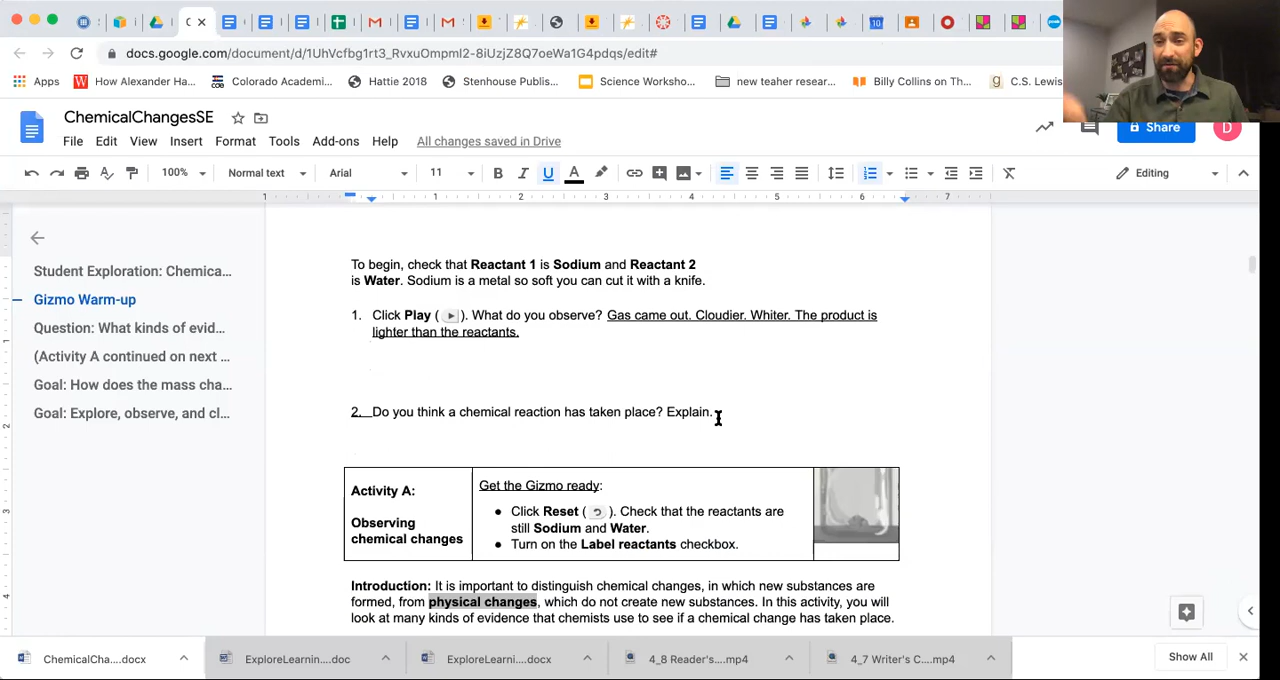 docs.google.com/document/d/1UhVcfbg1rt3_RvxuOmpml2-8iUzjZ8Q7oeWa1G4pdqs/edit#
Apps
How Alexander Ha...
Colorado Academi...
Hattie 2018
Stenhouse Publis...
Science Worksho...
new teaher resear...
Billy Collins on Th...
C.S. Lewis
ChemicalChangesSE
File Edit View Insert Format Tools Add-ons Help All changes saved in Drive
Share
D
100% Normal text Arial 11 B I U A Editing
1 1 2 3 4 5 6 7
Student Exploration: Chemica...
Gizmo Warm-up
Question: What kinds of evid...
(Activity A continued on next ...
Goal: How does the mass cha...
Goal: Explore, observe, and cl...
To begin, check that Reactant 1 is Sodium and Reactant 2
is Water. Sodium is a metal so soft you can cut it with a knife.
1. Click Play ( ). What do you observe? Gas came out. Cloudier. Whiter. The product is
lighter than the reactants.
2. Do you think a chemical reaction has taken place? Explain.
Activity A:
Observing
chemical changes
Get the Gizmo ready:
● Click Reset ( ). Check that the reactants are
still Sodium and Water.
● Turn on the Label reactants checkbox.
Introduction: It is important to distinguish chemical changes, in which new substances are
formed, from physical changes, which do not create new substances. In this activity, you will
look at many kinds of evidence that chemists use to see if a chemical change has taken place.
ChemicalCha....docx
ExploreLearnin....doc
ExploreLearni....docx
4_8 Reader's....mp4
4_7 Writer's C....mp4
Show All